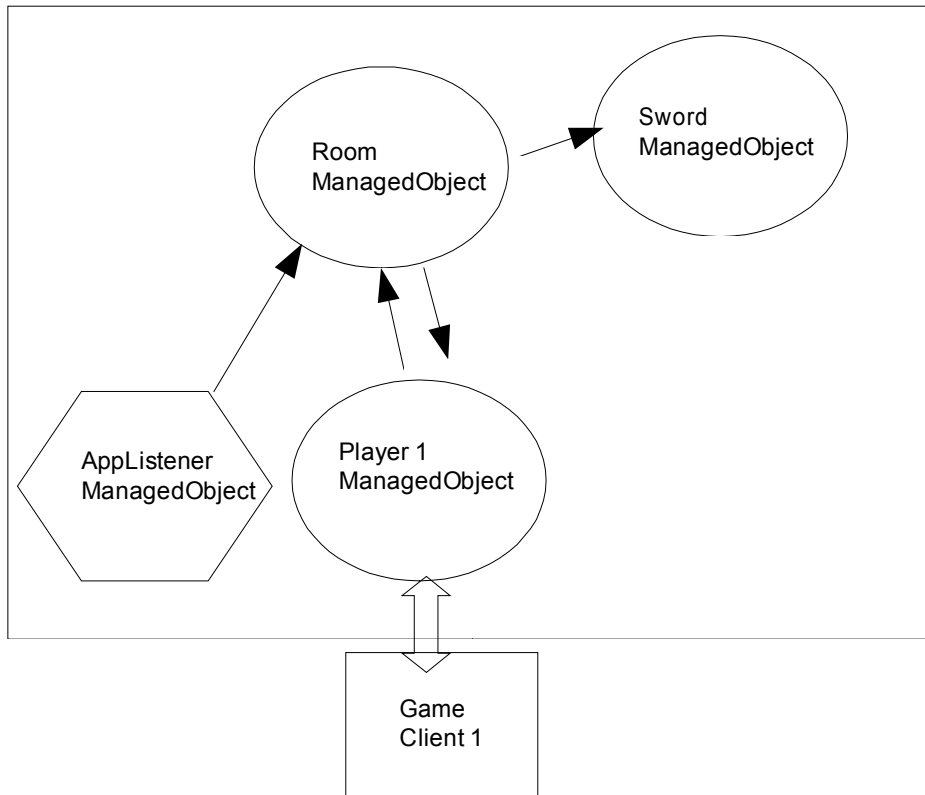 Sword
ManagedObject
Room
ManagedObject
AppListener
ManagedObject
Player 1
ManagedObject
Game
Client 1